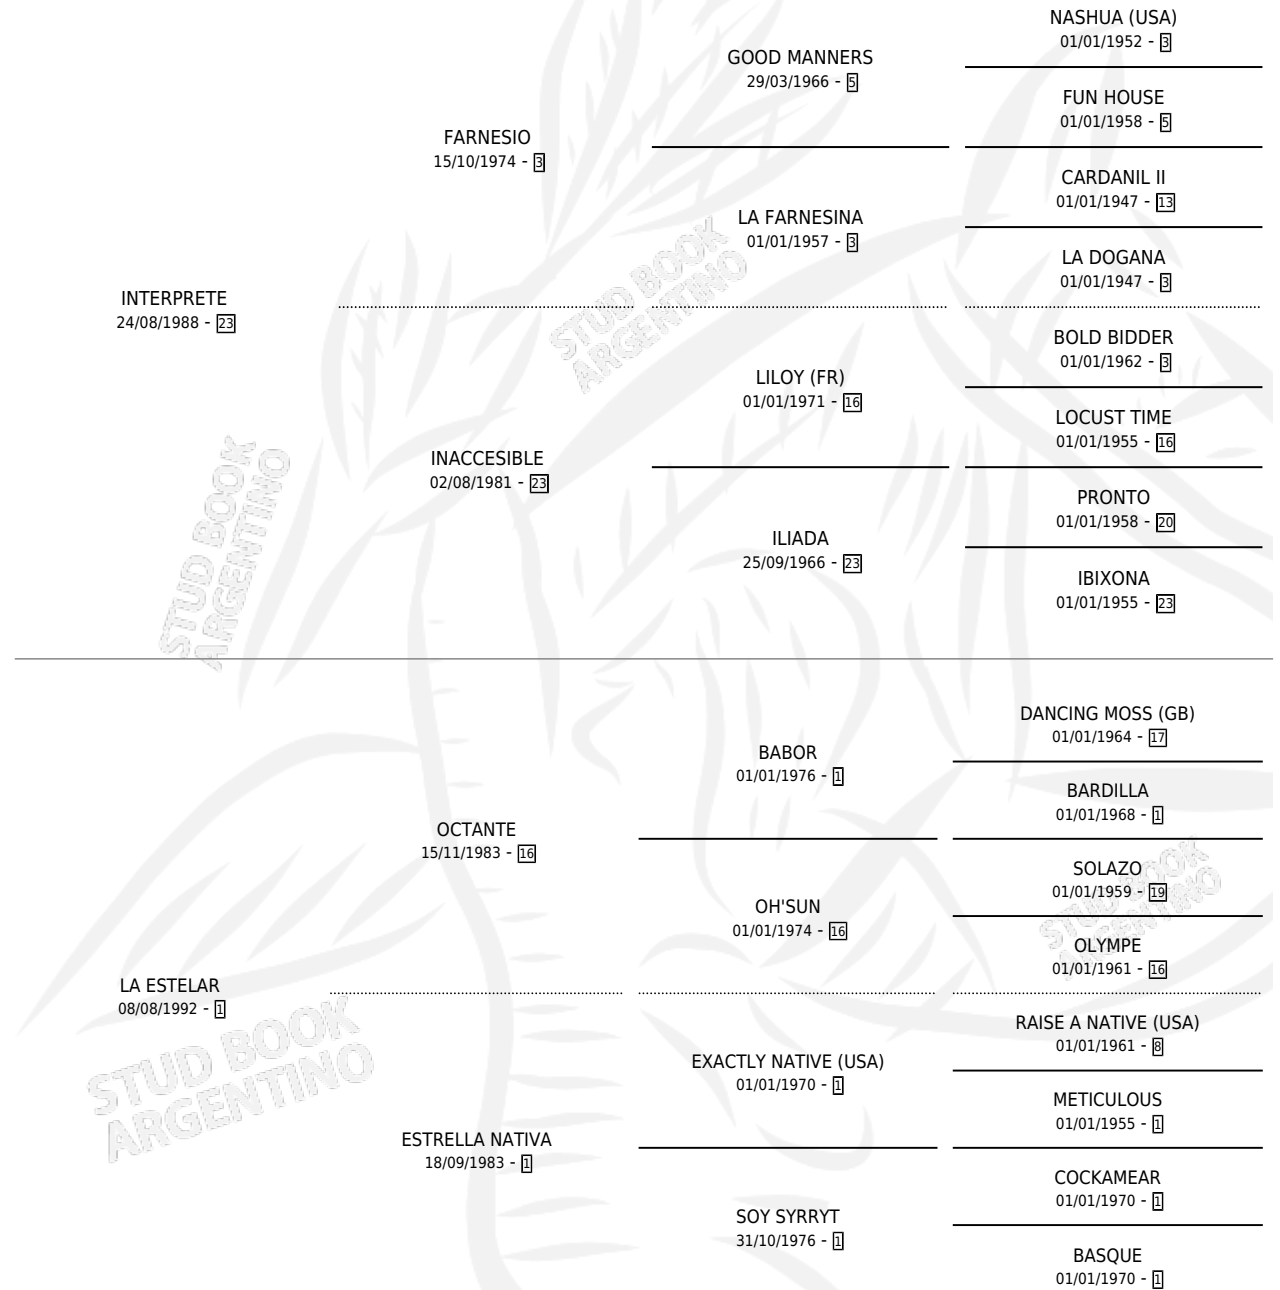 NASHUA (USA)
01/01/1952 - 3
GOOD MANNERS
29/03/1966 - 5
FUN HOUSE
01/01/1958 - 5
FARNESIO
15/10/1974 - 3
CARDANIL II
01/01/1947 - 13
LA FARNESINA
01/01/1957 - 3
LA DOGANA
01/01/1947 - 3
INTERPRETE
24/08/1988 - 23
BOLD BIDDER
01/01/1962 - 3
LILOY (FR)
01/01/1971 - 16
LOCUST TIME
01/01/1955 - 16
INACCESIBLE
02/08/1981 - 23
PRONTO
01/01/1958 - 20
ILIADA
25/09/1966 - 23
IBIXONA
01/01/1955 - 23
DANCING MOSS (GB)
01/01/1964 - 17
BABOR
01/01/1976 - 1
BARDILLA
01/01/1968 - 1
OCTANTE
15/11/1983 - 16
SOLAZO
01/01/1959 - 19
OH'SUN
01/01/1974 - 16
OLYMPE
01/01/1961 - 16
LA ESTELAR
08/08/1992 - 1
RAISE A NATIVE (USA)
01/01/1961 - 8
EXACTLY NATIVE (USA)
01/01/1970 - 1
METICULOUS
01/01/1955 - 1
ESTRELLA NATIVA
18/09/1983 - 1
COCKAMEAR
01/01/1970 - 1
SOY SYRRYT
31/10/1976 - 1
BASQUE
01/01/1970 - 1
STUD BOOK
ARGENTINO
STUD BOOK
ARGENTINO
STUD BOOK
ARGENTINO
STUD BOOK
ARGENTINO